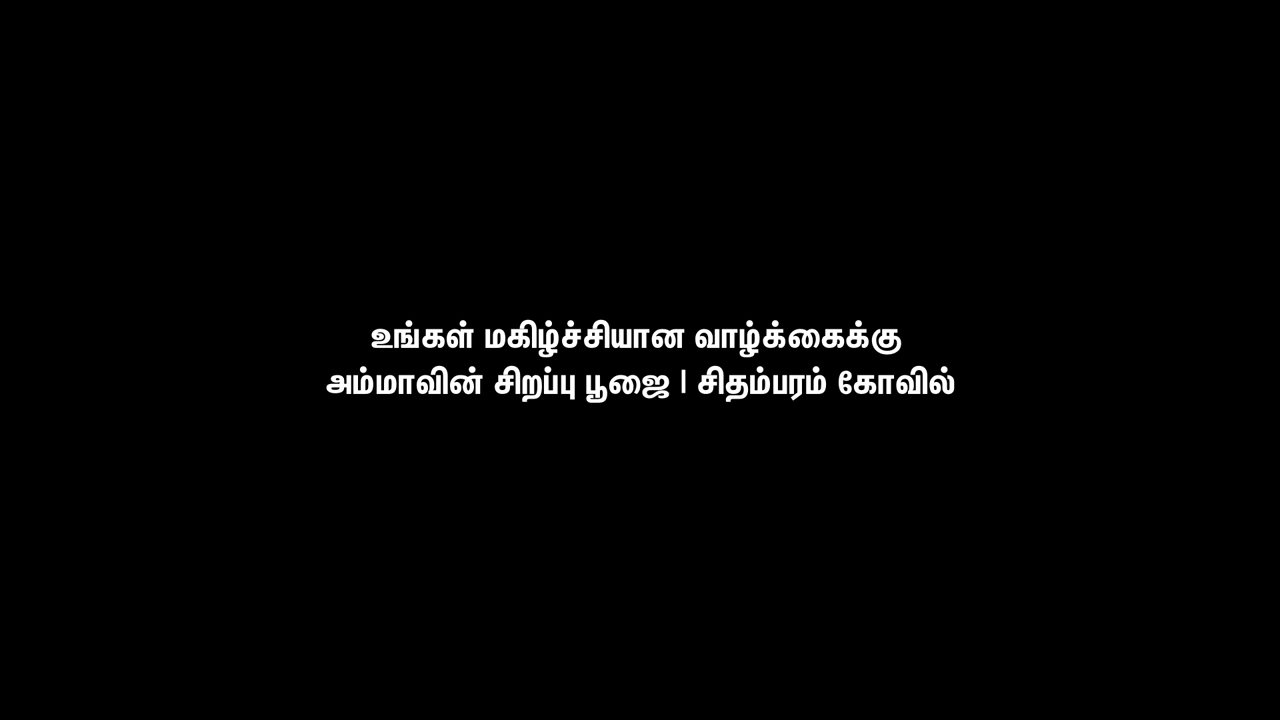 உங்கள் மகிழ்ச்சியான வாழ்க்கைக்கு
அம்மாவின் சிறப்பு பூஜை | சிதம்பரம் கோவில்